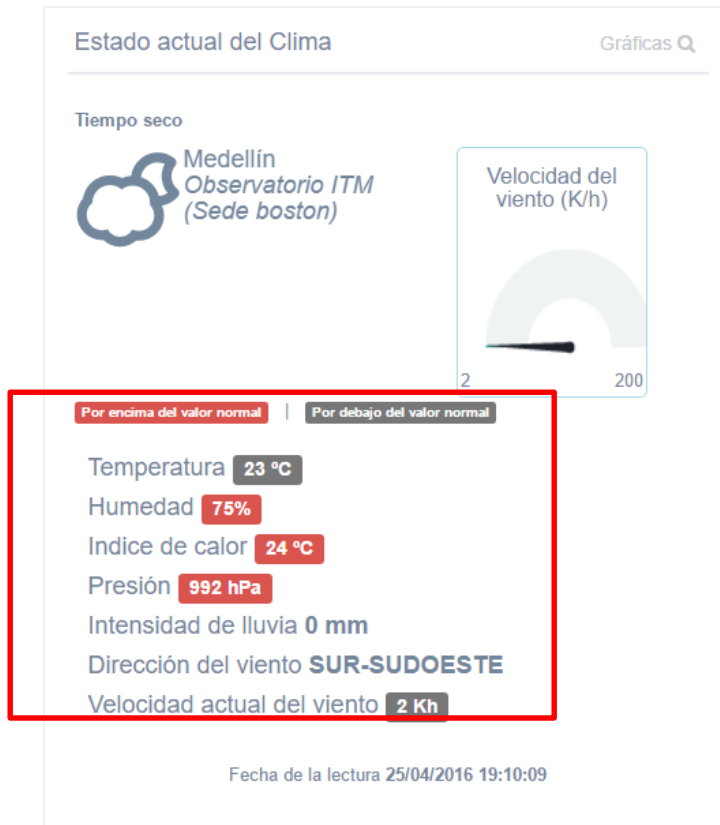 Estado actual del Clima
Gráficas
Tiempo seco
Medellín
Observatorio ITM
(Sede boston)
Velocidad del
viento (K/h)
2 200
Por encima del valor normal | Por debajo del valor normal
Temperatura 23 ºC
Humedad 75%
Indice de calor 24 ºC
Presión 992 hPa
Intensidad de lluvia 0 mm
Dirección del viento SUR-SUDOESTE
Velocidad actual del viento 2 Kh
Fecha de la lectura 25/04/2016 19:10:09